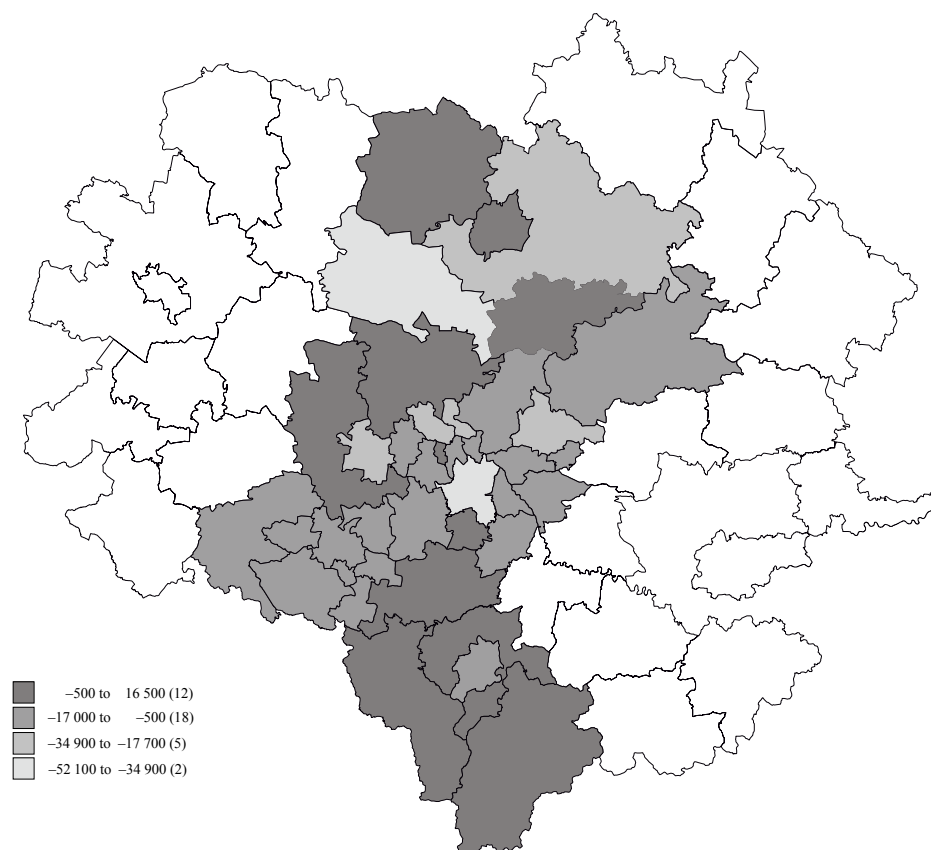 –500 to 16 500 (12)
–17 000 to –500 (18)
–34 900 to –17 700 (5)
–52 100 to –34 900 (2)